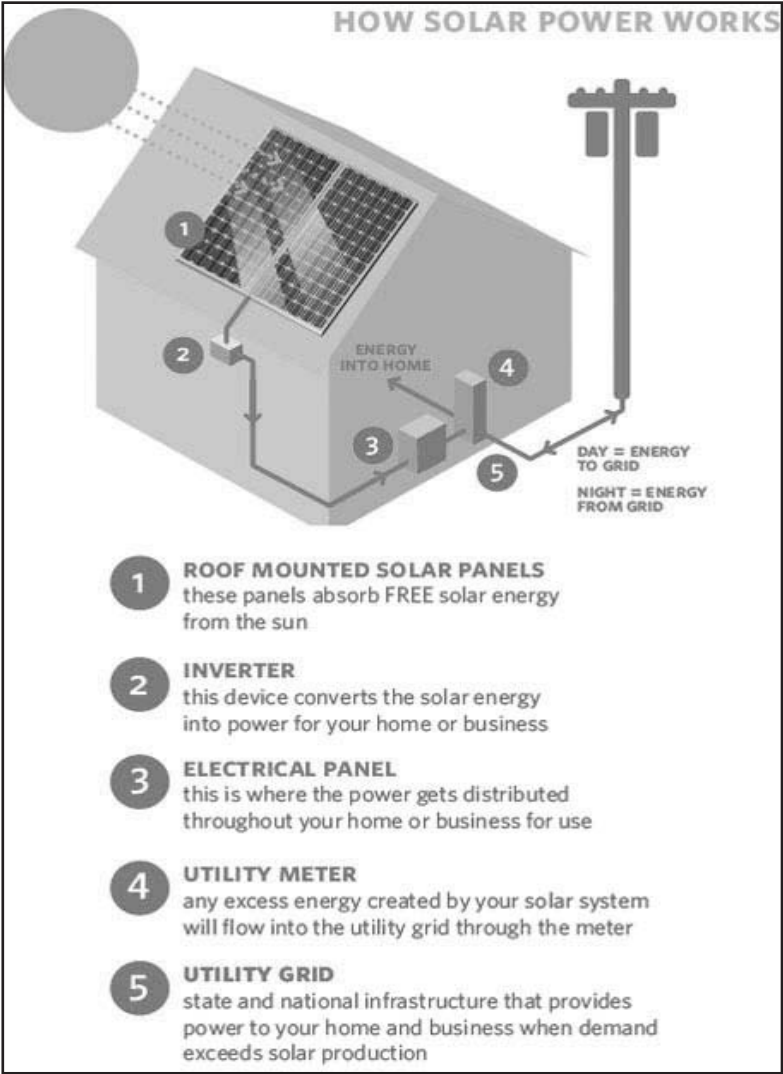 HOW SOLAR POWER WORKS
1
2
ENERGY
INTO HOME
4
3
5
DAY = ENERGY
TO GRID
NIGHT = ENERGY
FROM GRID
1
ROOF MOUNTED SOLAR PANELS
these panels absorb FREE solar energy
from the sun
2
INVERTER
this device converts the solar energy
into power for your home or business
3
ELECTRICAL PANEL
this is where the power gets distributed
throughout your home or business for use
4
UTILITY METER
any excess energy created by your solar system
will flow into the utility grid through the meter
5
UTILITY GRID
state and national infrastructure that provides
power to your home and business when demand
exceeds solar production